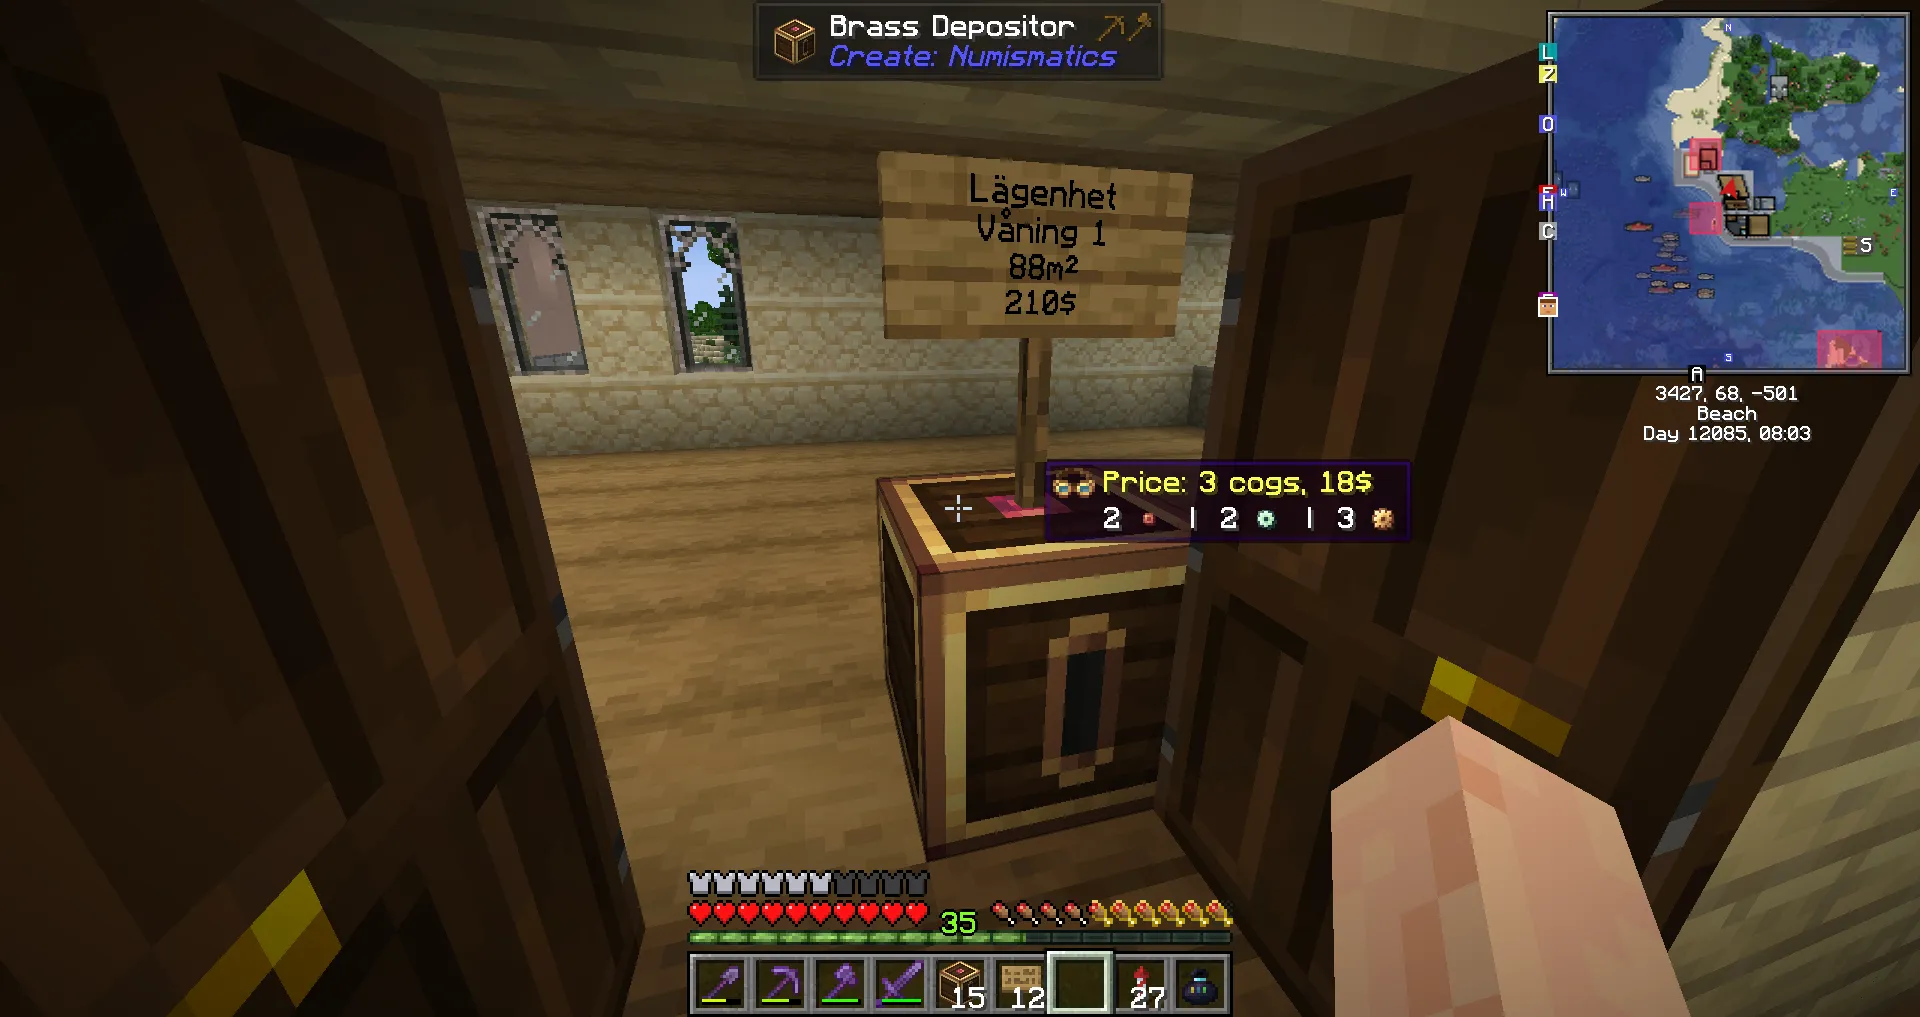 Brass Depositor
Create: Numismatics
Lägenhet
Våning 1
88m²
210$
Price: 3 cogs, 18$
2 | 2 | 3
L
Z
O
H
C
N
W
E
S
S
A
3427, 68, -501
Beach
Day 12085, 08:03
35
15
12
27